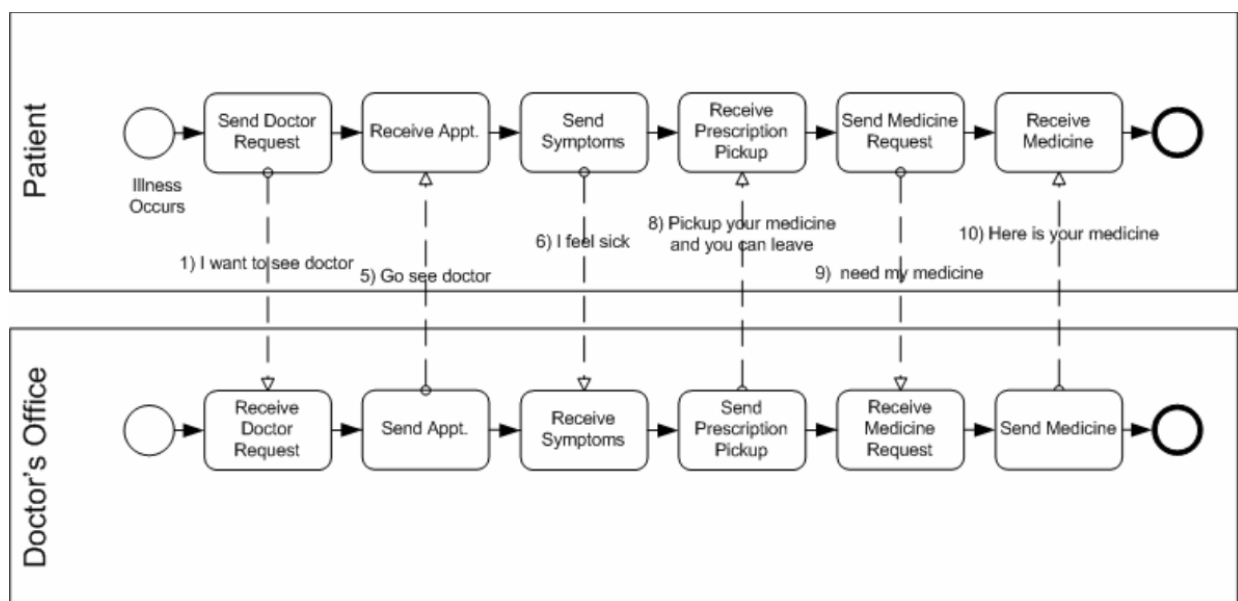 Patient
Send Doctor
Request
Receive Appt.
Send
Symptoms
Receive
Prescription
Pickup
Send Medicine
Request
Receive
Medicine
Illness
Occurs
1) I want to see doctor
5) Go see doctor
6) I feel sick
8) Pickup your medicine
and you can leave
9) need my medicine
10) Here is your medicine
Doctor's Office
Receive
Doctor
Request
Send Appt.
Receive
Symptoms
Send
Prescription
Pickup
Receive
Medicine
Request
Send Medicine